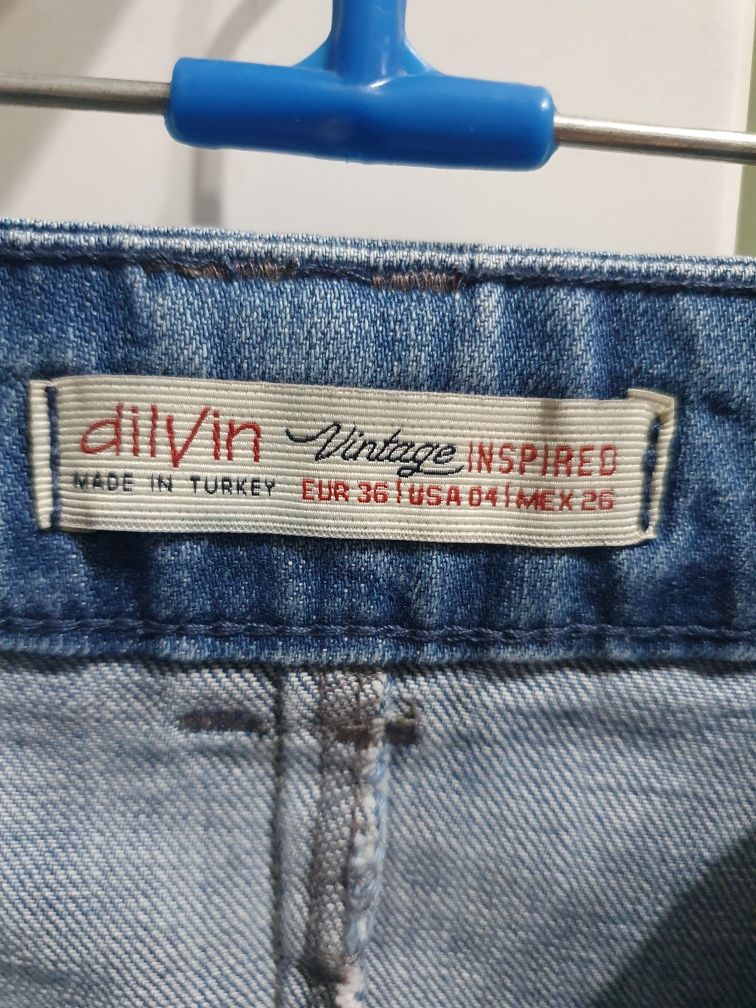 dilvin Vintage INSPIRED
MADE IN TURKEY EUR 36 | USA 04 | MEX 26